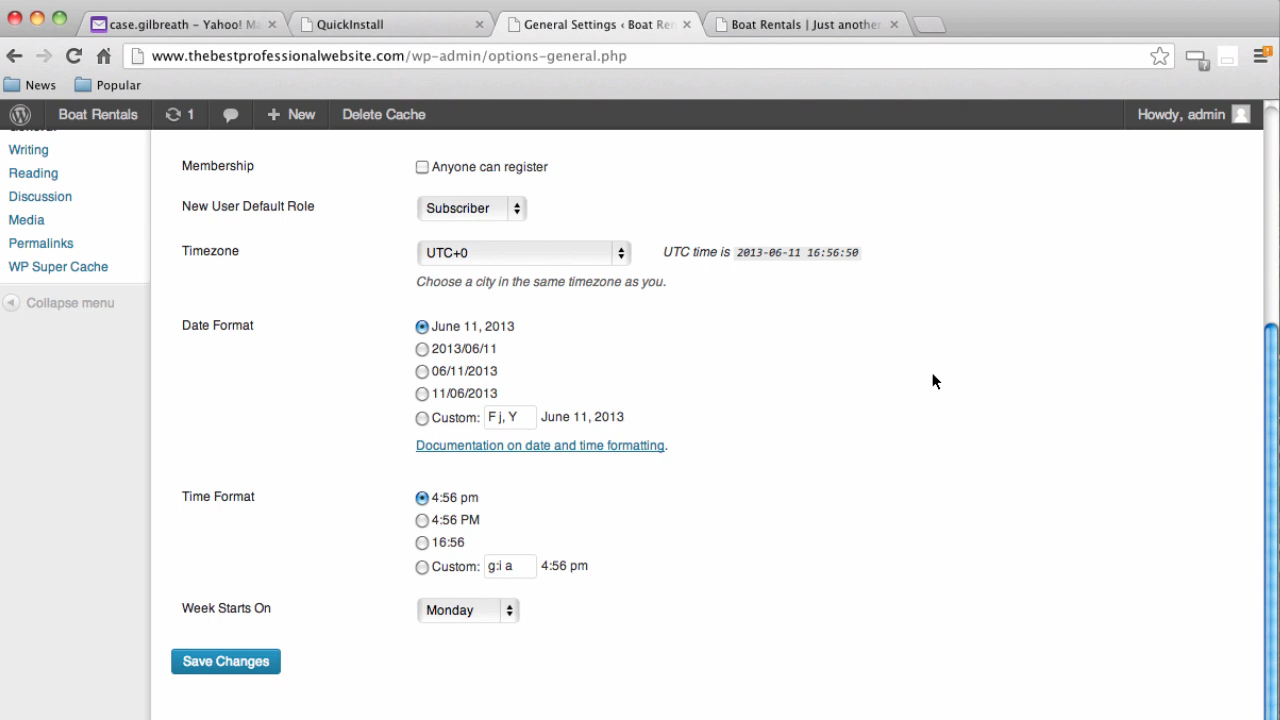 case.gilbreath – Yahoo! Ma
QuickInstall
General Settings ‹ Boat Ren
Boat Rentals | Just another
www.thebestprofessionalwebsite.com/wp-admin/options-general.php
News
Popular
Boat Rentals
1
New
Delete Cache
Howdy, admin
General
Writing
Reading
Discussion
Media
Permalinks
WP Super Cache
Collapse menu
Membership
Anyone can register
New User Default Role
Subscriber
Timezone
UTC+0
UTC time is 2013-06-11 16:56:50
Choose a city in the same timezone as you.
Date Format
June 11, 2013
2013/06/11
06/11/2013
11/06/2013
Custom: F j, Y June 11, 2013
Documentation on date and time formatting.
Time Format
4:56 pm
4:56 PM
16:56
Custom: g:i a 4:56 pm
Week Starts On
Monday
Save Changes